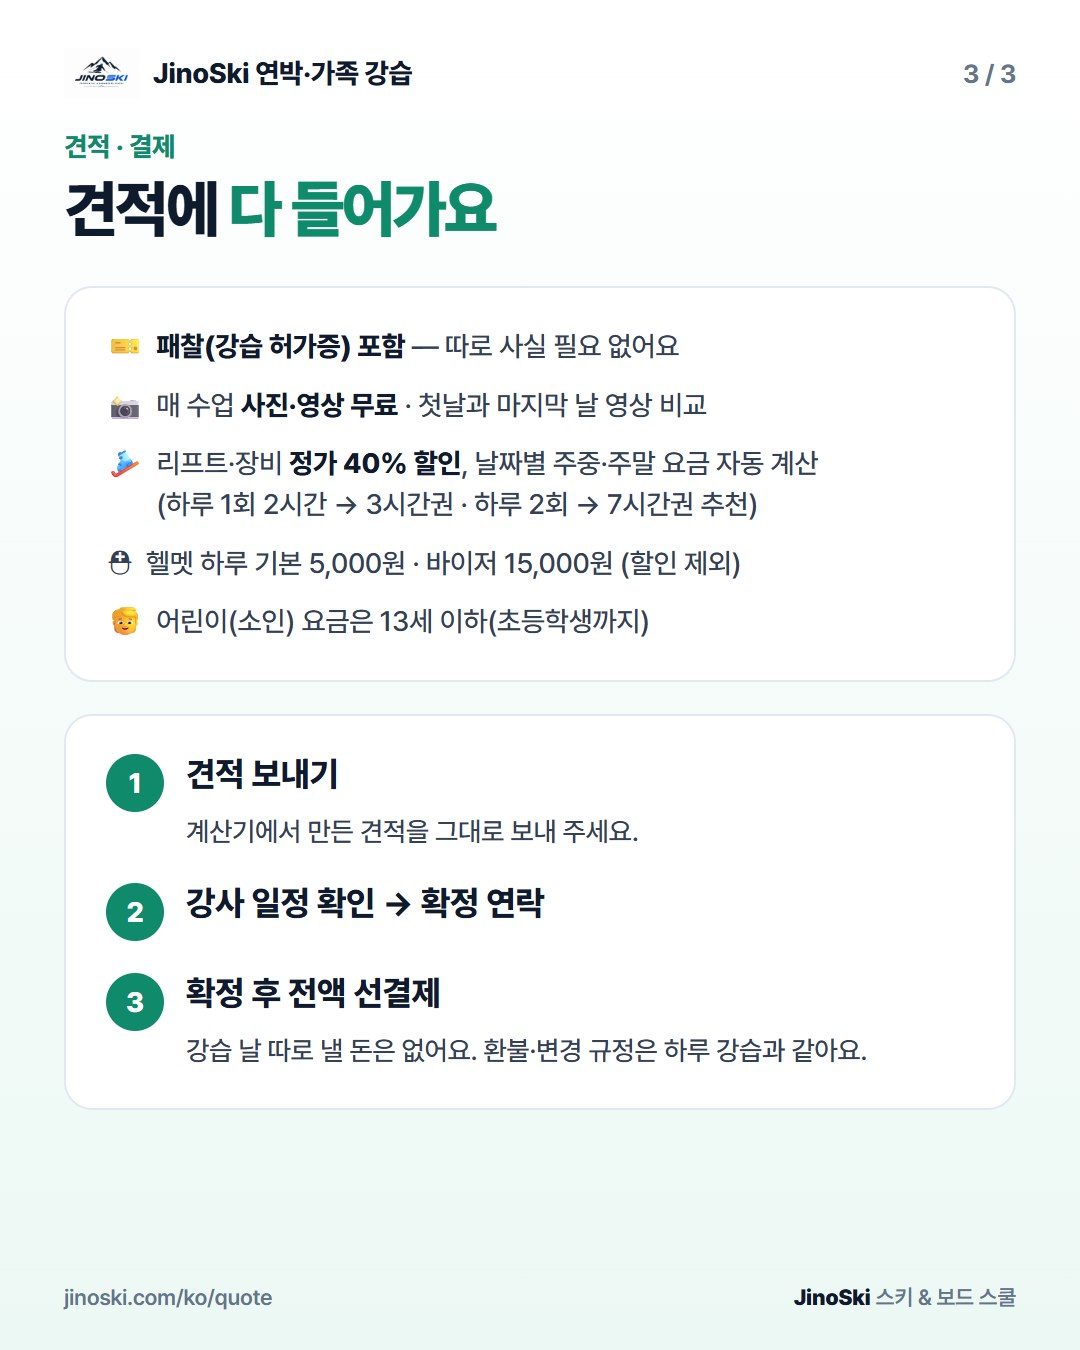 JINOSKI
JinoSki 연박·가족 강습
3 / 3
견적 · 결제
견적에 다 들어가요
패찰(강습 허가증) 포함 — 따로 사실 필요 없어요
매 수업 사진·영상 무료 · 첫날과 마지막 날 영상 비교
리프트·장비 정가 40% 할인, 날짜별 주중·주말 요금 자동 계산
(하루 1회 2시간 → 3시간권 · 하루 2회 → 7시간권 추천)
헬멧 하루 기본 5,000원 · 바이저 15,000원 (할인 제외)
어린이(소인) 요금은 13세 이하(초등학생까지)
1 견적 보내기
계산기에서 만든 견적을 그대로 보내 주세요.
2 강사 일정 확인 → 확정 연락
3 확정 후 전액 선결제
강습 날 따로 낼 돈은 없어요. 환불·변경 규정은 하루 강습과 같아요.
jinoski.com/ko/quote
JinoSki 스키 & 보드 스쿨